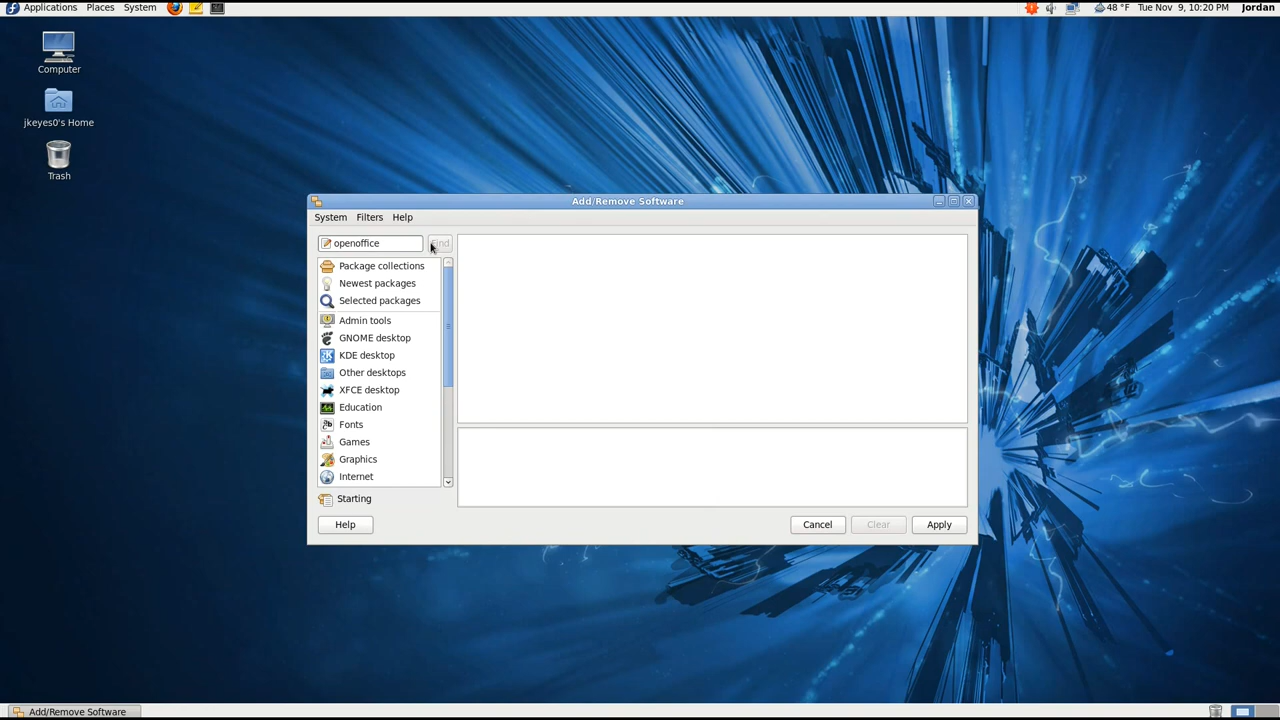 Applications Places System 48 °F Tue Nov 9, 10:20 PM Jordan
Computer
jkeyes0's Home
Trash
Add/Remove Software
System Filters Help
openoffice Find
Package collections
Newest packages
Selected packages
Admin tools
GNOME desktop
KDE desktop
Other desktops
XFCE desktop
Education
Fonts
Games
Graphics
Internet
Starting
Help Cancel Clear Apply
Add/Remove Software